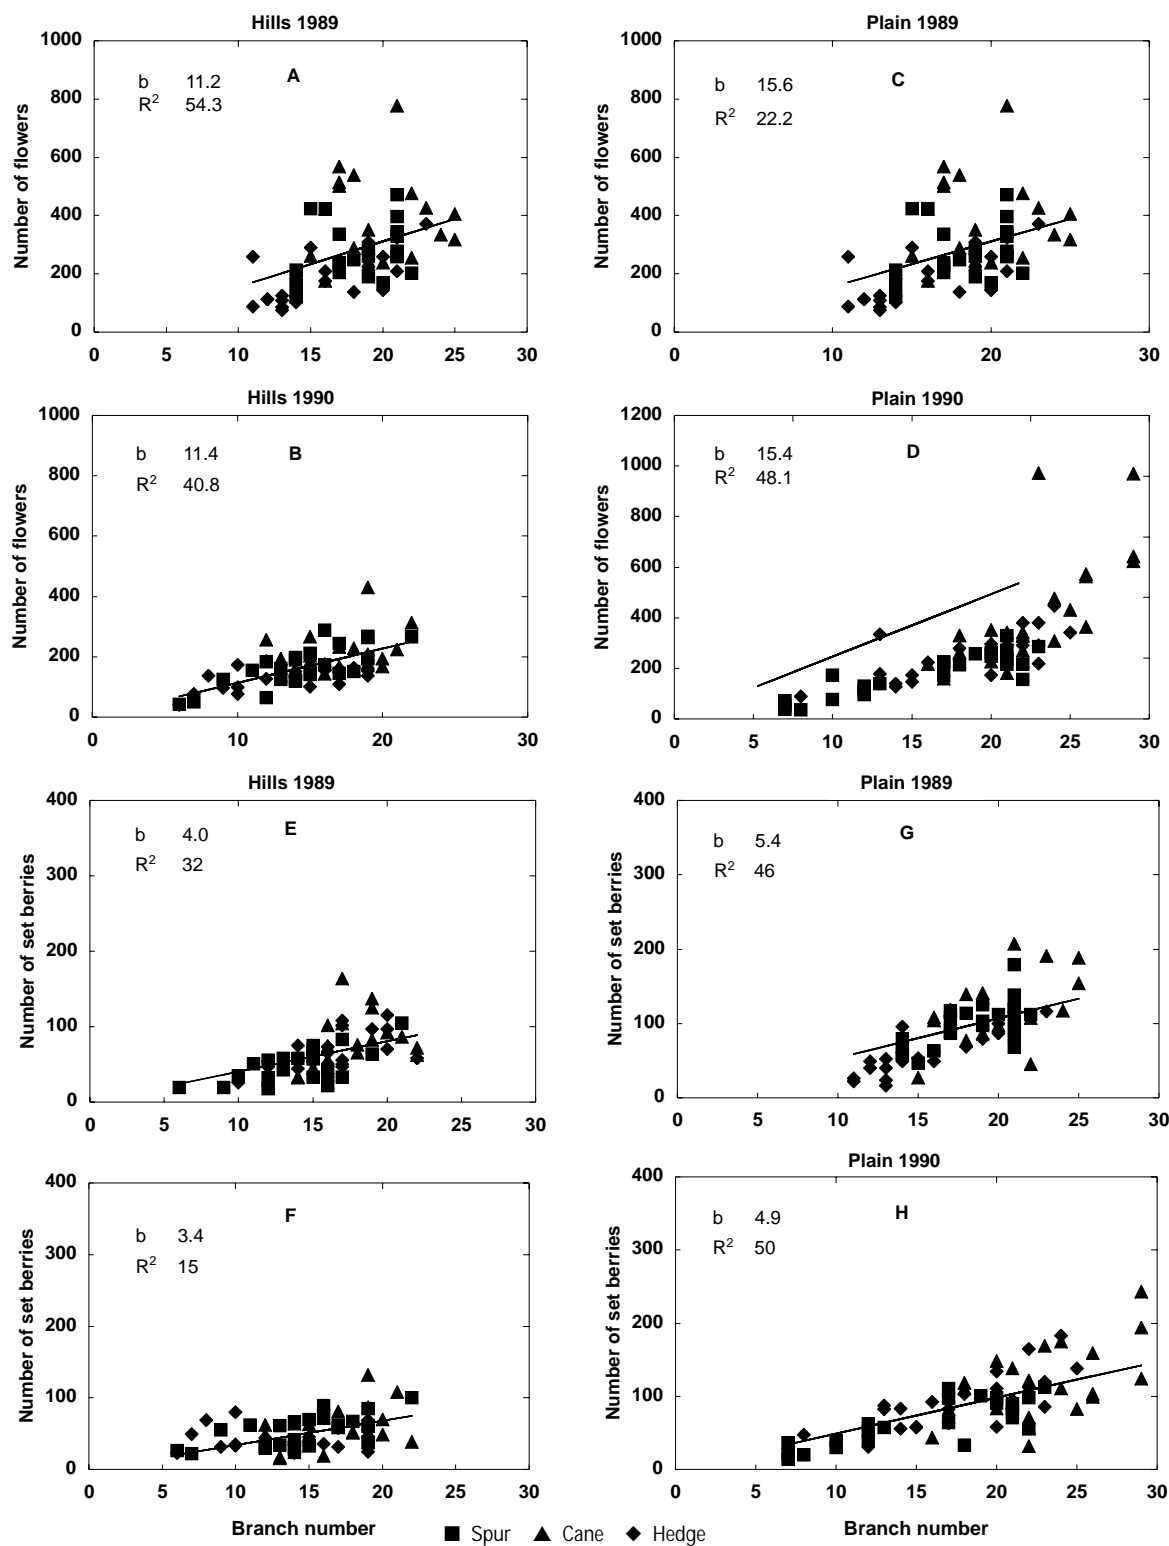 Hills 1989
Number of flowers
1000
800
600
400
200
0
b 11.2
R² 54.3
A
0 5 10 15 20 25 30
Plain 1989
Number of flowers
1000
800
600
400
200
0
b 15.6
R² 22.2
C
0 10 15 20 25 30
Hills 1990
Number of flowers
1000
800
600
400
200
0
b 11.4
R² 40.8
B
0 10 20 30
Plain 1990
Number of flowers
1200
1000
800
600
400
200
0
b 15.4
R² 48.1
D
0 5 10 15 20 25 30
Hills 1989
Number of set berries
400
300
200
100
0
b 4.0
R² 32
E
0 5 10 15 20 25 30
Plain 1989
Number of set berries
400
300
200
100
0
b 5.4
R² 46
G
0 5 10 15 20 25 30
Number of set berries
400
300
200
100
0
b 3.4
R² 15
F
0 5 10 15 20 25 30
Branch number
Plain 1990
Number of set berries
400
300
200
100
0
b 4.9
R² 50
H
0 5 10 15 20 25 30
Branch number
Spur Cane Hedge